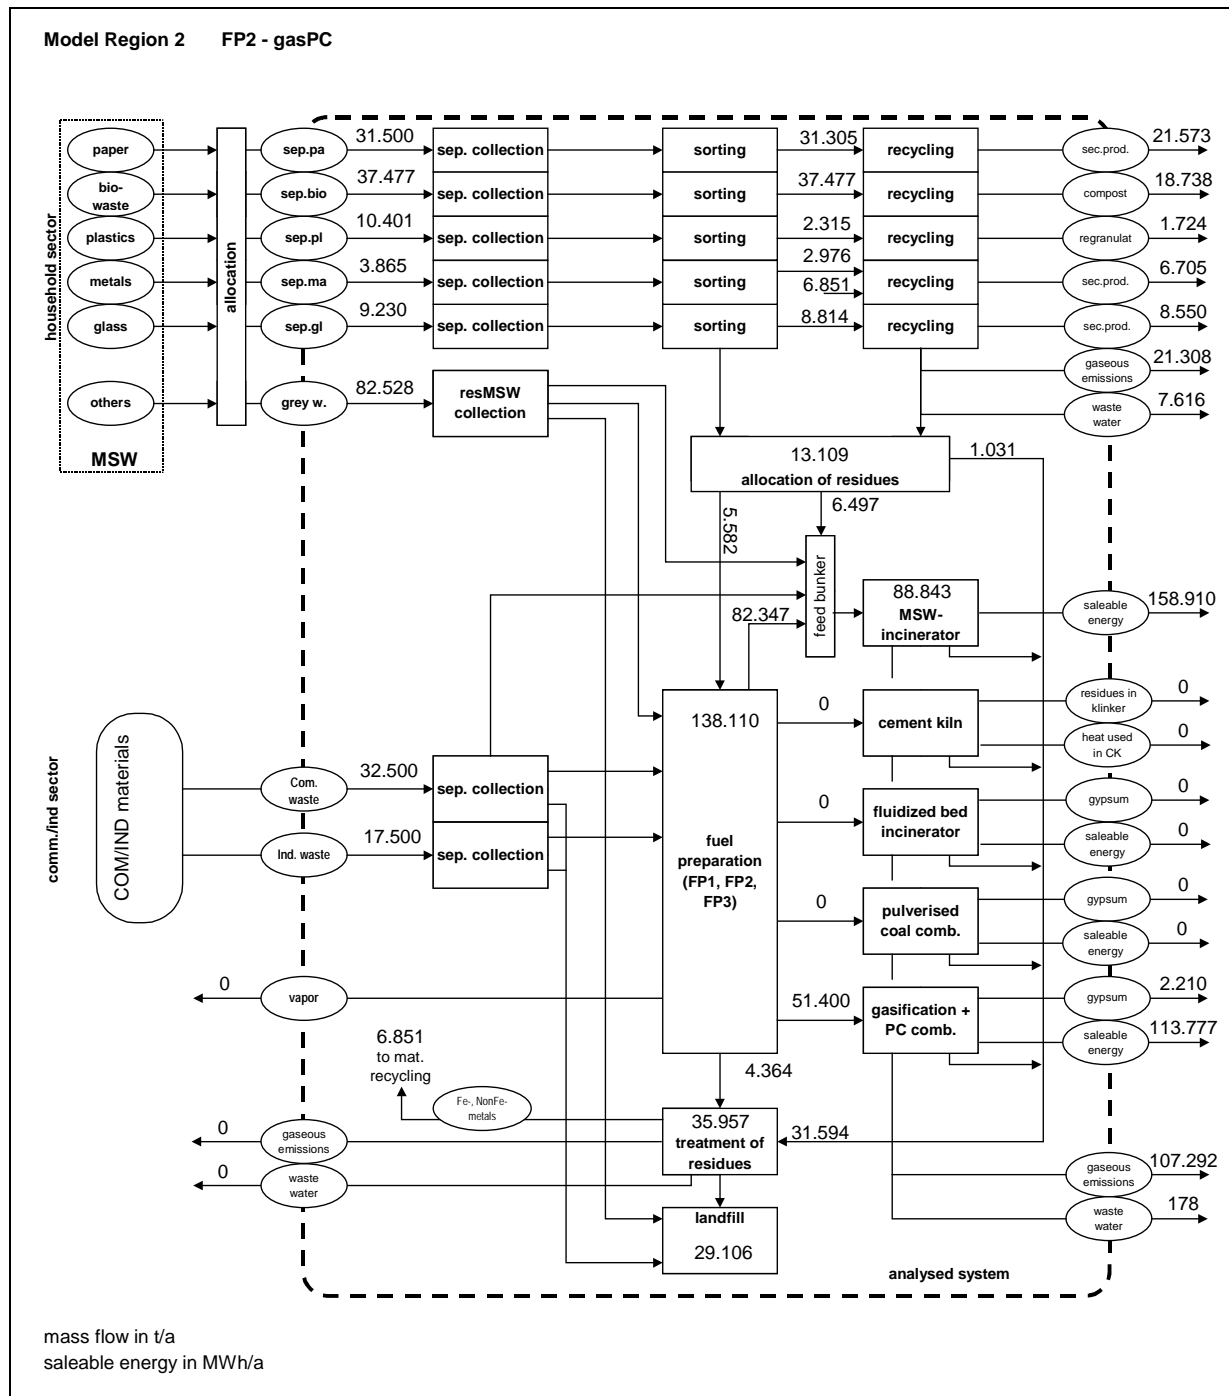 Model Region 2 FP2 - gasPC
household sector
paper
bio-
waste
plastics
metals
glass
others
MSW
allocation
sep.pa
31.500
sep. collection
sorting
31.305
recycling
sec.prod.
21.573
sep.bio
37.477
sep. collection
sorting
37.477
recycling
compost
18.738
sep.pl
10.401
sep. collection
sorting
2.315
recycling
regranulat
1.724
sep.ma
3.865
sep. collection
sorting
2.976
6.851
recycling
sec.prod.
6.705
sep.gl
9.230
sep. collection
sorting
8.814
recycling
sec.prod.
8.550
gaseous
emissions
21.308
waste
water
7.616
grey w.
82.528
resMSW
collection
13.109
allocation of residues
1.031
5.582
6.497
feed bunker
82.347
88.843
MSW-
incinerator
saleable
energy
158.910
comm./ind sector
COM/IND materials
Com.
waste
32.500
sep. collection
Ind. waste
17.500
sep. collection
138.110
fuel
preparation
(FP1, FP2,
FP3)
0
cement kiln
residues in
klinker
0
heat used
in CK
0
0
fluidized bed
incinerator
gypsum
0
saleable
energy
0
0
pulverised
coal comb.
gypsum
0
saleable
energy
0
51.400
gasification +
PC comb.
gypsum
2.210
saleable
energy
113.777
0
vapor
6.851
to mat.
recycling
Fe-, NonFe-
metals
4.364
35.957
treatment of
residues
31.594
0
gaseous
emissions
0
waste
water
landfill
29.106
gaseous
emissions
107.292
waste
water
178
analysed system
mass flow in t/a
saleable energy in MWh/a